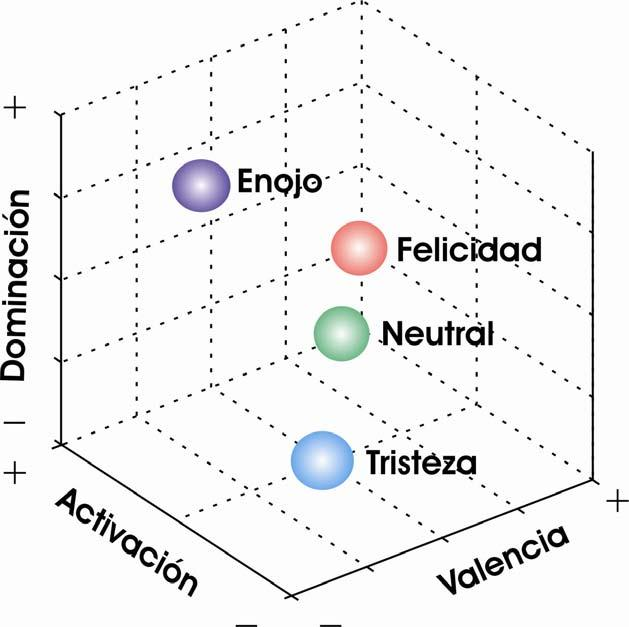 +
Enojo
Felicidad
Dominación
Neutral
−
+
Tristeza
+
Activación
Valencia
−
−